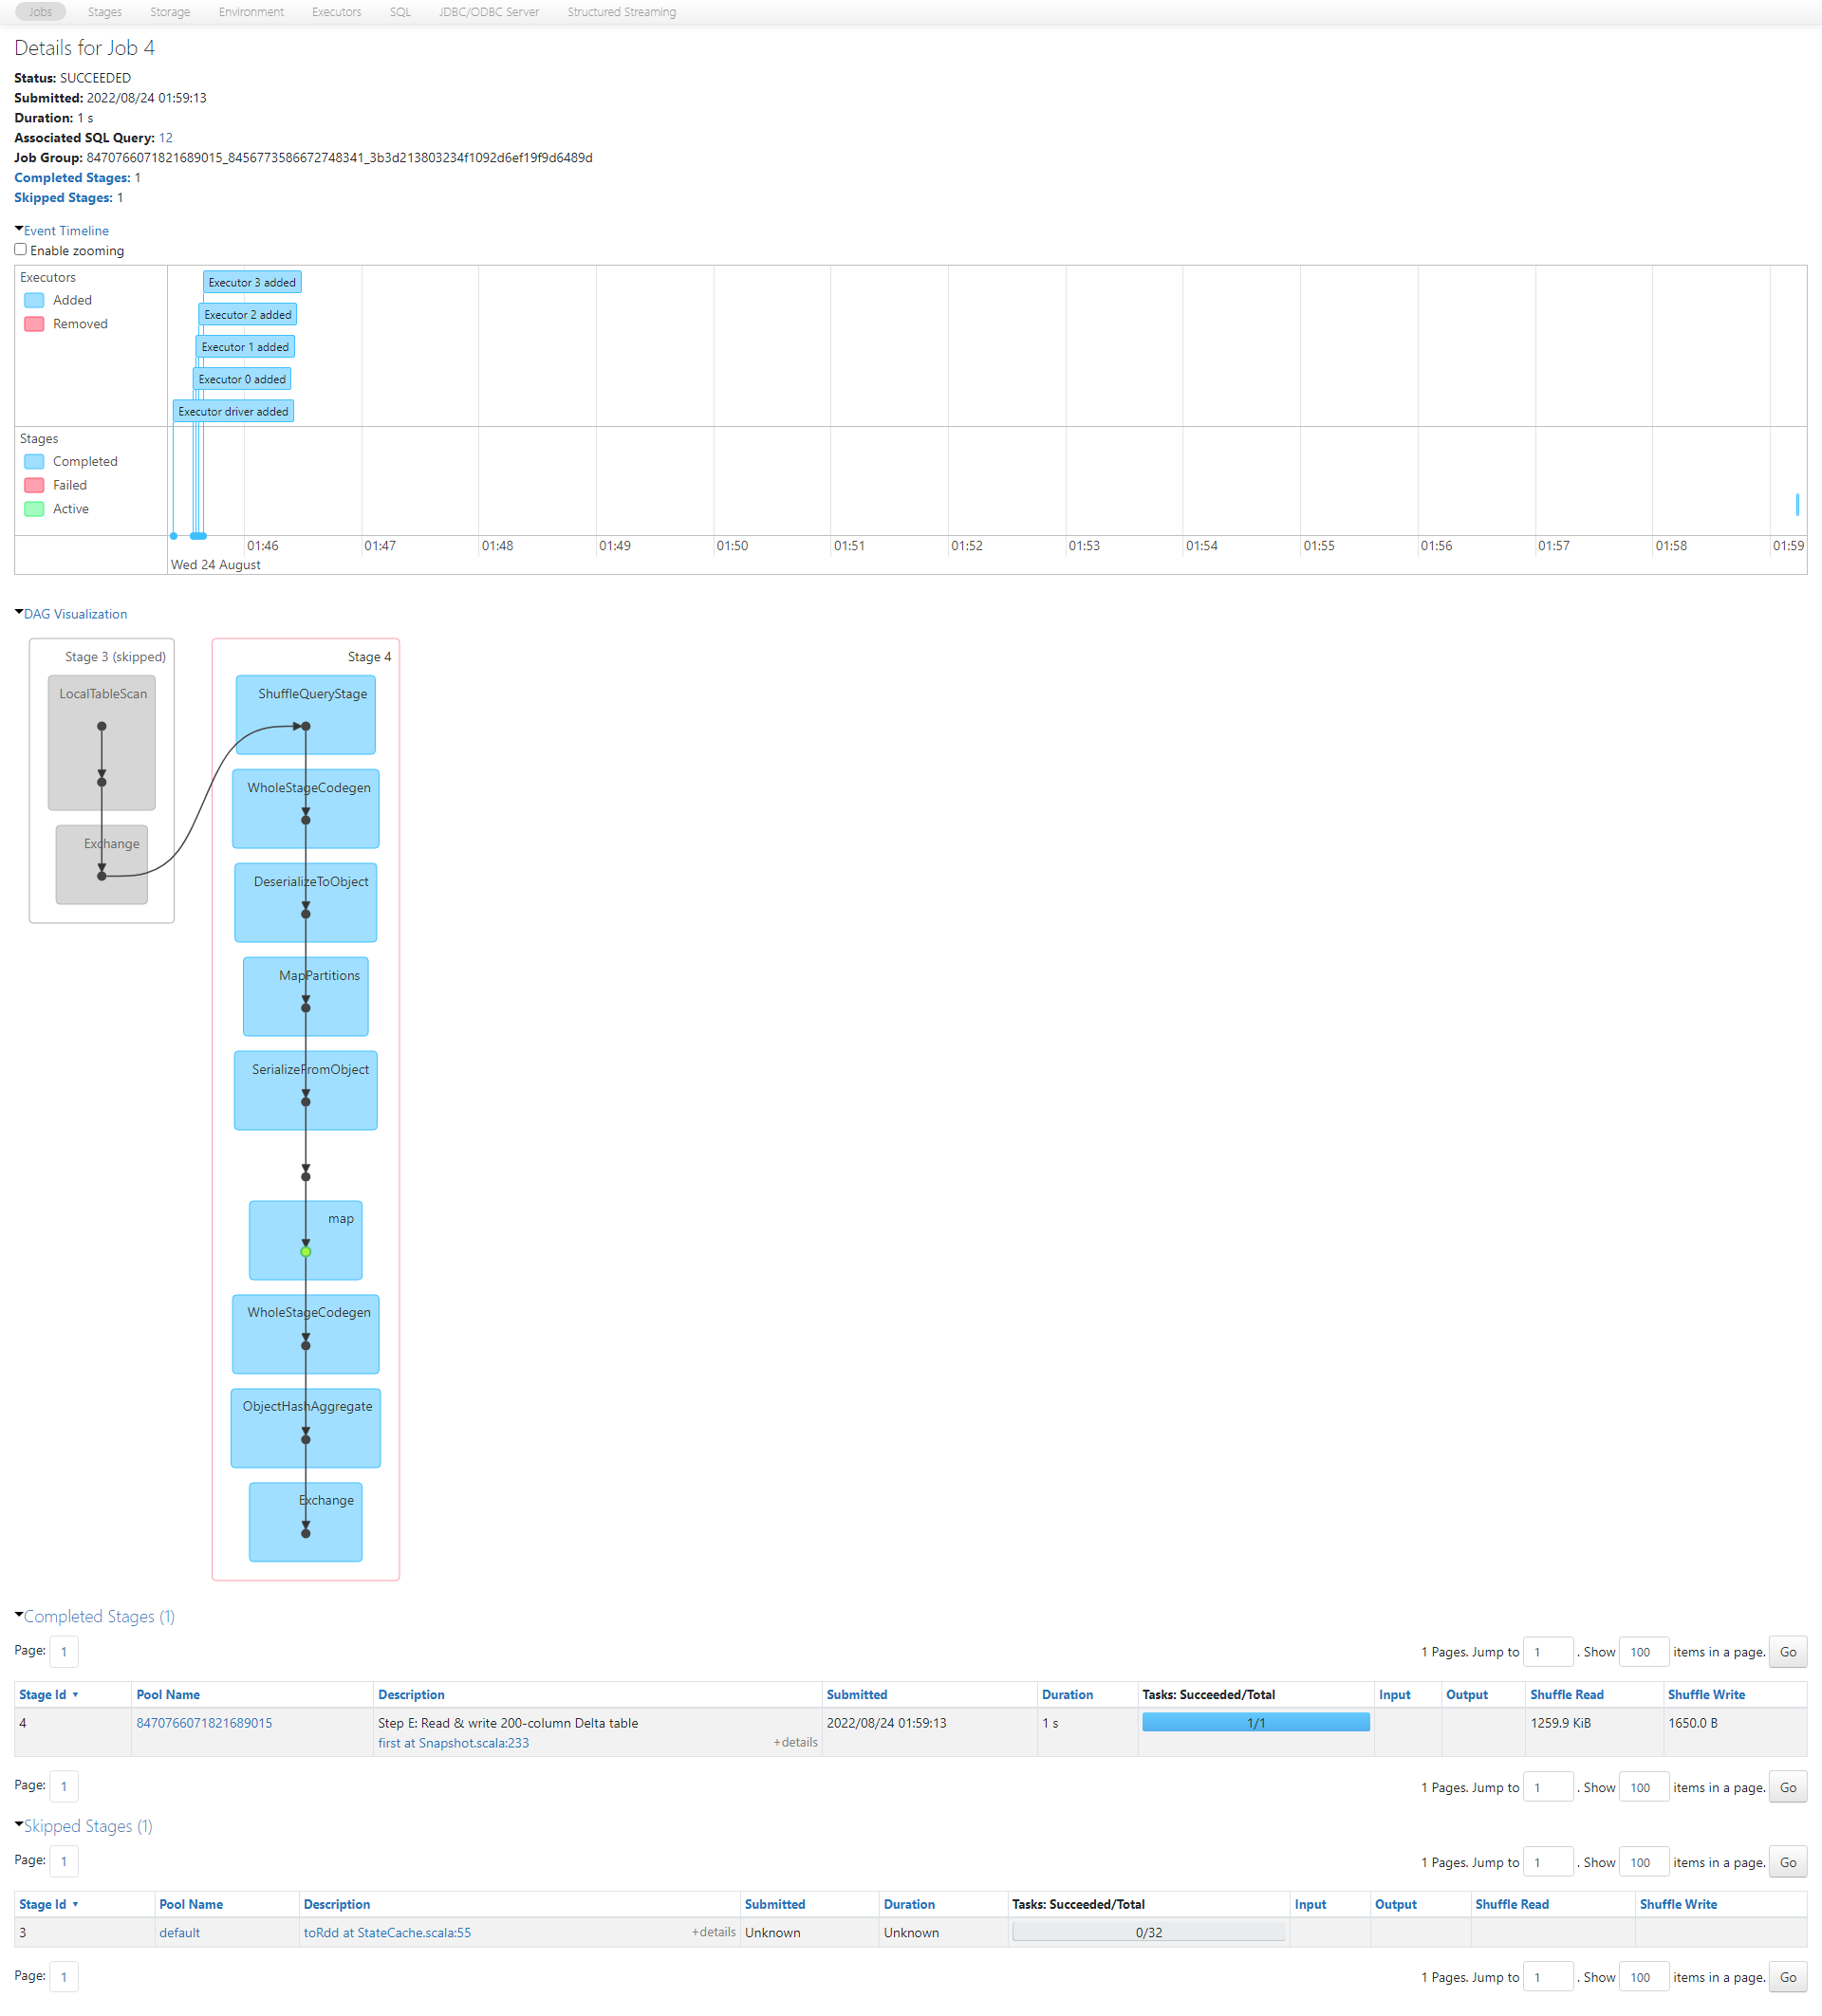 Jobs Stages Storage Environment Executors SQL JDBC/ODBC Server Structured Streaming
Details for Job 4
Status: SUCCEEDED
Submitted: 2022/08/24 01:59:13
Duration: 1 s
Associated SQL Query: 12
Job Group: 8470766071821689015_8456773586672748341_3b3d213803234f1092d6ef19f9d6489d
Completed Stages: 1
Skipped Stages: 1
Event Timeline
Enable zooming
Executors
Added
Removed
Executor 3 added
Executor 2 added
Executor 1 added
Executor 0 added
Executor driver added
Stages
Completed
Failed
Active
01:46 01:47 01:48 01:49 01:50 01:51 01:52 01:53 01:54 01:55 01:56 01:57 01:58 01:59
Wed 24 August
DAG Visualization
Stage 3 (skipped)
LocalTableScan
Exchange
Stage 4
ShuffleQueryStage
WholeStageCodegen
DeserializeToObject
MapPartitions
SerializeFromObject
map
WholeStageCodegen
ObjectHashAggregate
Exchange
Completed Stages (1)
Page: 1 1 Pages. Jump to 1 . Show 100 items in a page. Go
Stage Id Pool Name Description Submitted Duration Tasks: Succeeded/Total Input Output Shuffle Read Shuffle Write
4 8470766071821689015 Step E: Read & write 200-column Delta table 2022/08/24 01:59:13 1 s 1/1 1259.9 KiB 1650.0 B
first at Snapshot.scala:233 +details
Page: 1 1 Pages. Jump to 1 . Show 100 items in a page. Go
Skipped Stages (1)
Page: 1 1 Pages. Jump to 1 . Show 100 items in a page. Go
Stage Id Pool Name Description Submitted Duration Tasks: Succeeded/Total Input Output Shuffle Read Shuffle Write
3 default toRdd at StateCache.scala:55 +details Unknown Unknown 0/32
Page: 1 1 Pages. Jump to 1 . Show 100 items in a page. Go